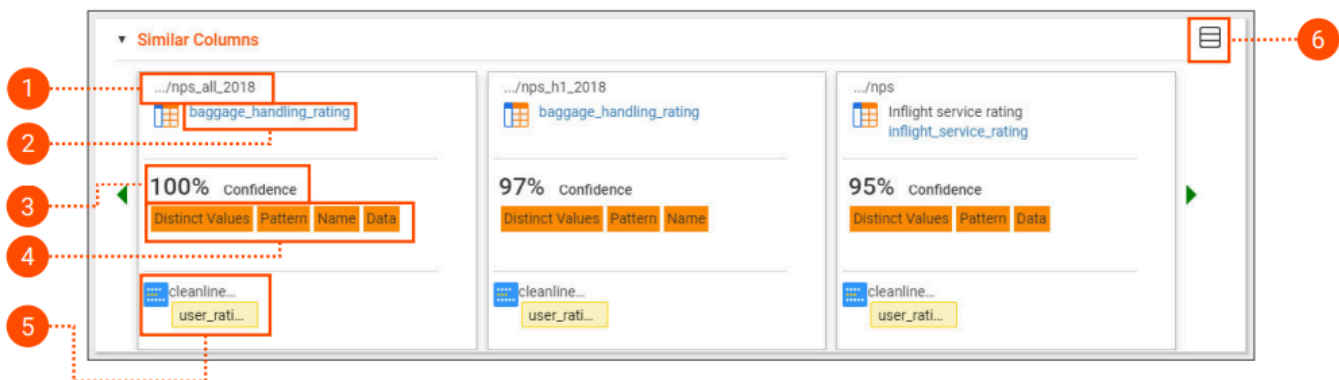 ▼ Similar Columns
6
1
.../nps_all_2018
baggage_handling_rating
2
3
100% Confidence
Distinct Values Pattern Name Data
4
cleanline...
user_rati...
5
.../nps_h1_2018
baggage_handling_rating
97% Confidence
Distinct Values Pattern Name
cleanline...
user_rati...
.../nps
Inflight service rating
inflight_service_rating
95% Confidence
Distinct Values Pattern Data
cleanline...
user_rati...